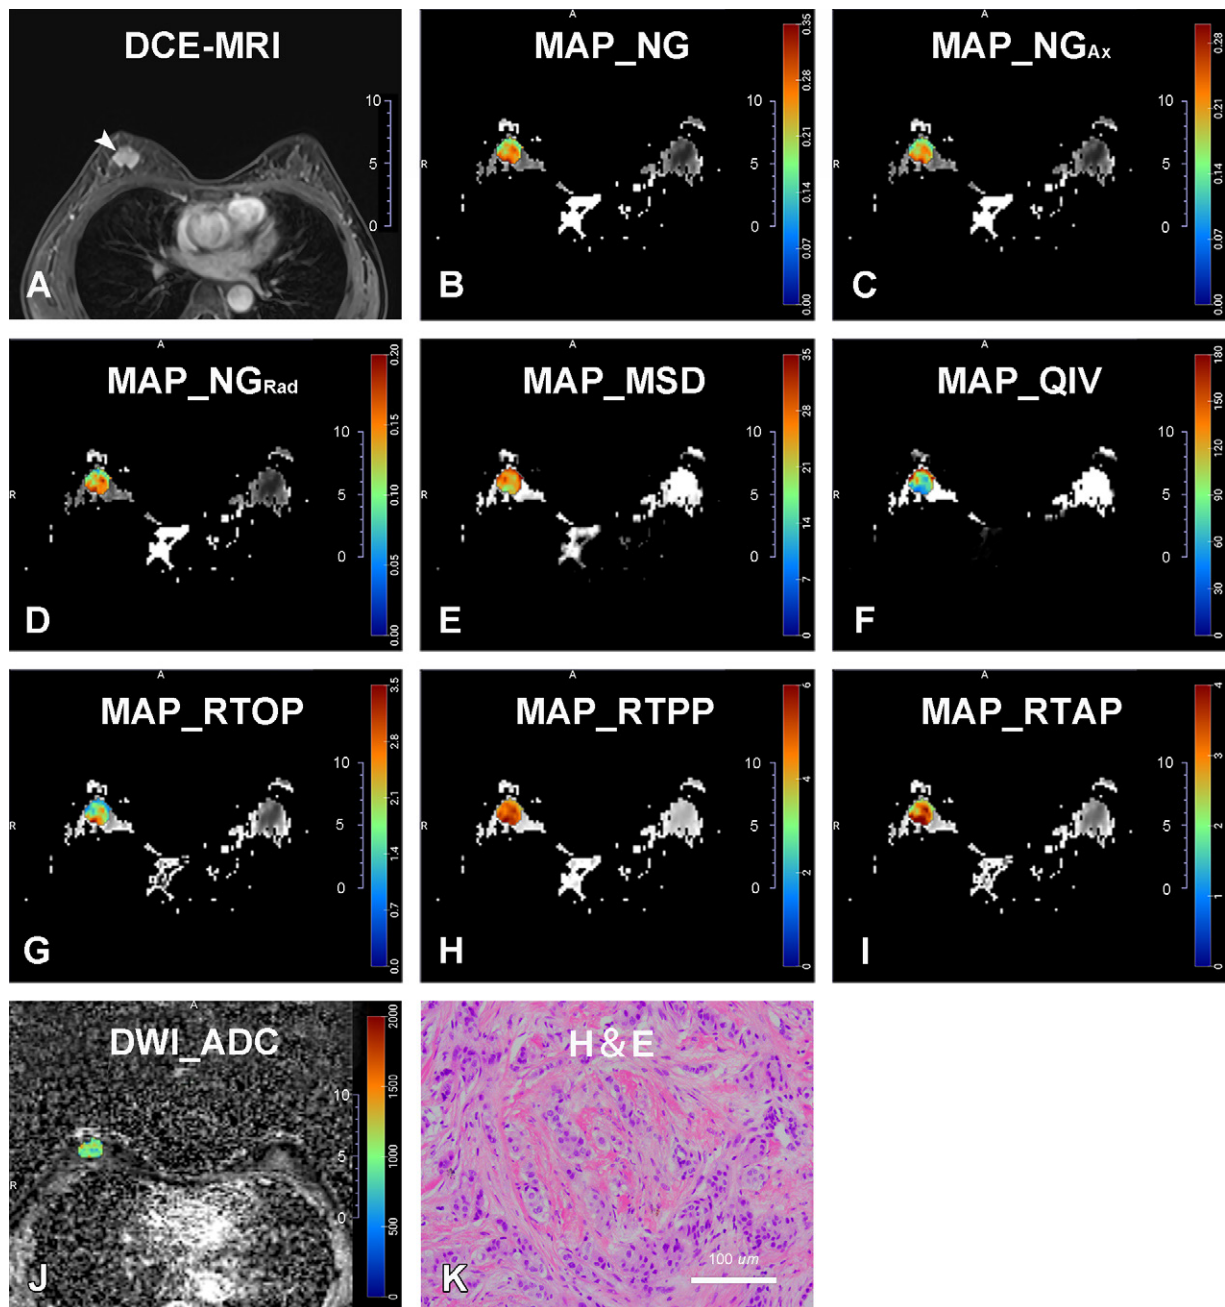 DCE-MRI
10
5
0
A
A
MAP_NG
0.35
0.28
0.21
0.14
0.07
0.00
10
5
0
R
B
A
MAP_NGAx
0.28
0.21
0.14
0.07
0.00
10
5
0
R
C
A
MAP_NGRad
0.20
0.15
0.10
0.05
0.00
10
5
0
R
D
A
MAP_MSD
35
28
21
14
7
0
10
5
0
R
E
A
MAP_QIV
180
150
120
90
60
30
0
10
5
0
R
F
A
MAP_RTOP
3.5
2.8
2.1
1.4
0.7
0.0
10
5
0
R
G
A
MAP_RTPP
6
4
2
0
10
5
0
R
H
A
MAP_RTAP
4
3
2
1
0
10
5
0
R
I
A
DWI_ADC
2000
1500
1000
500
0
10
5
0
R
J
H&E
100 um
K